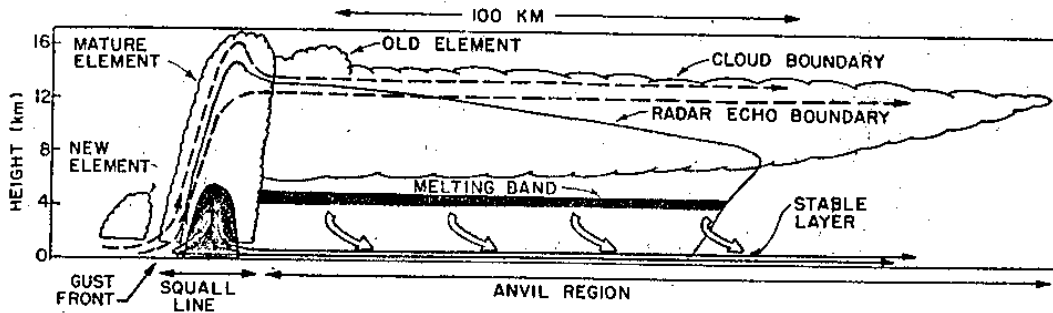 100 KM
16
12
8
4
0
HEIGHT (km)
MATURE
ELEMENT
OLD ELEMENT
CLOUD BOUNDARY
RADAR ECHO BOUNDARY
NEW
ELEMENT
MELTING BAND
STABLE
LAYER
GUST
FRONT
SQUALL
LINE
ANVIL REGION